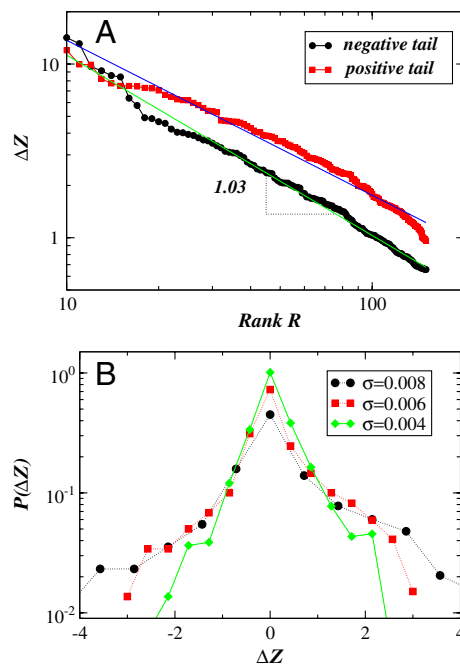 A
negative tail
positive tail
10
1
ΔZ
1.03
10
100
Rank R
B
σ=0.008
σ=0.006
σ=0.004
10⁰
10⁻¹
10⁻²
P(ΔZ)
-4 -2 0 2 4
ΔZ